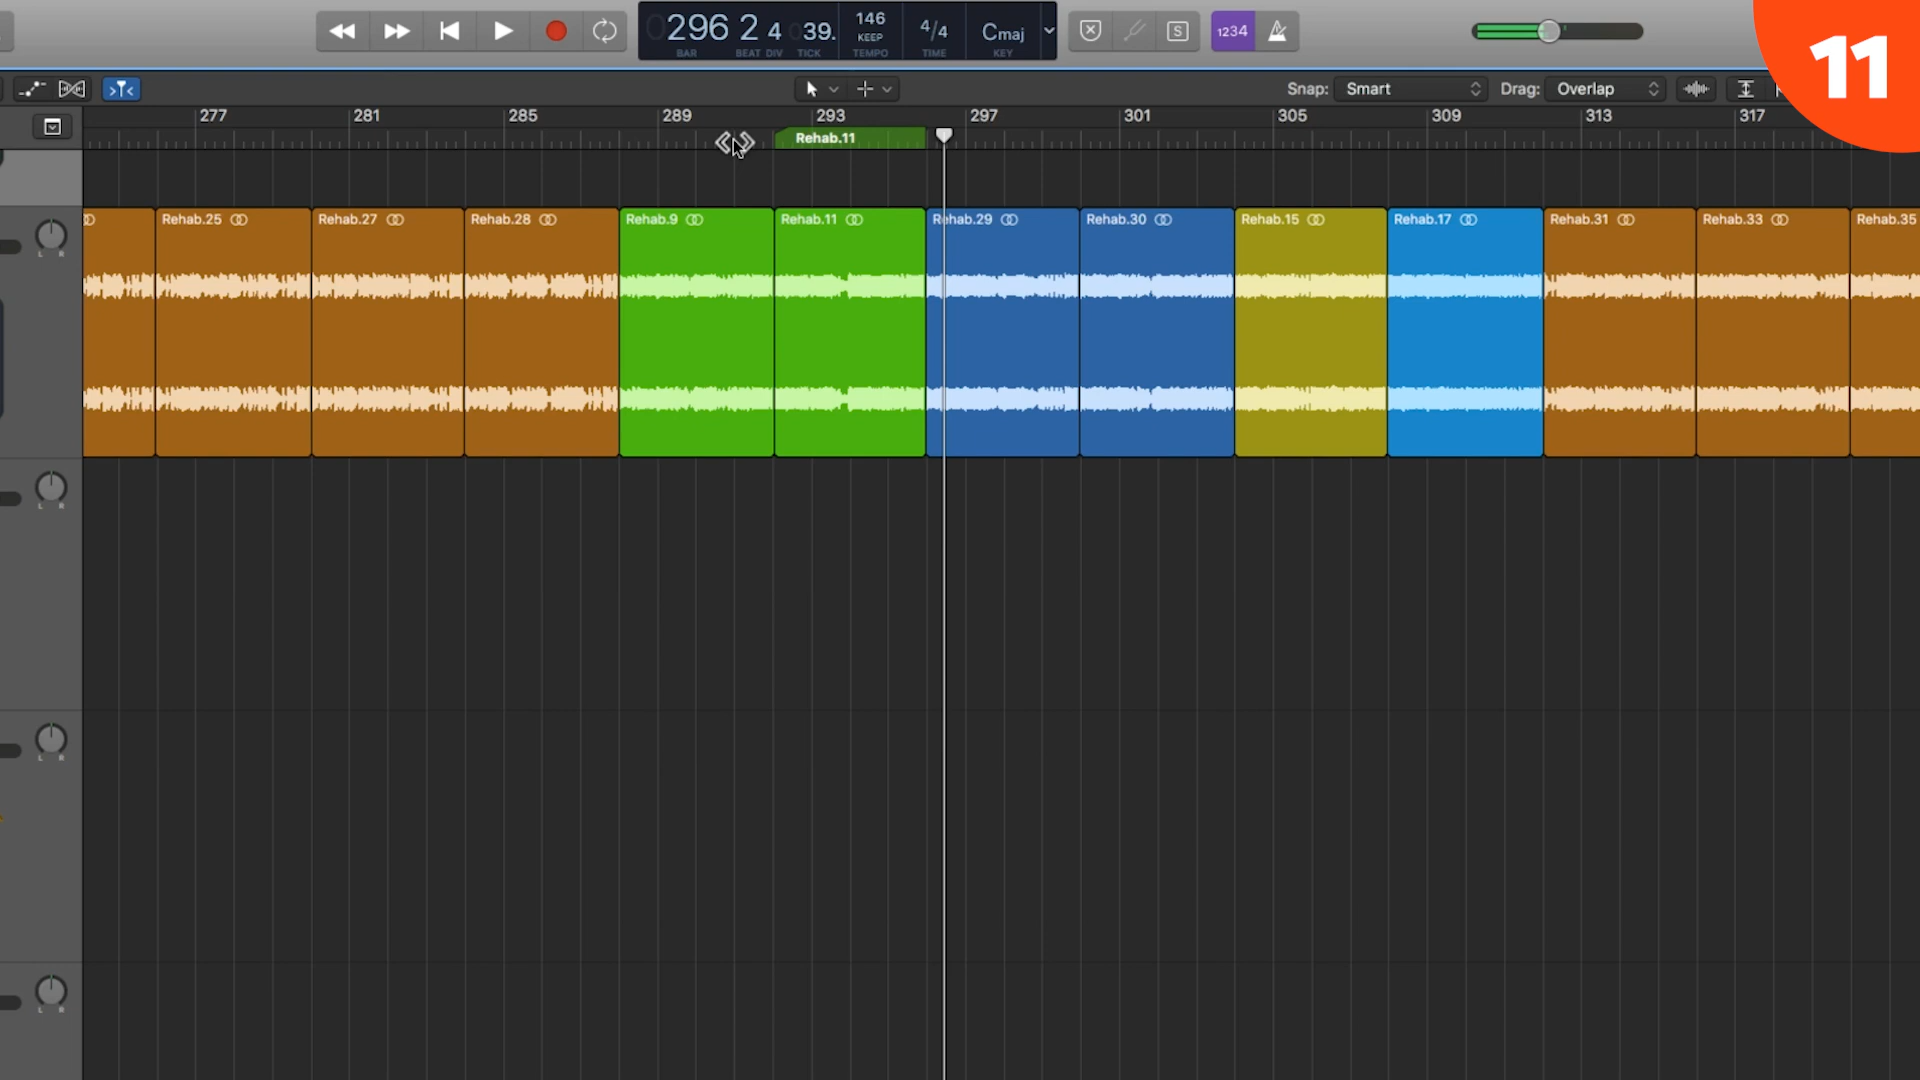 296 2 4 39.
BAR BEAT DIV TICK
146
KEEP
TEMPO
4/4
TIME
Cmaj
KEY
S
1234
11
Snap: Smart Drag: Overlap
277 281 285 289 293 297 301 305 309 313 317
Rehab.11
Rehab.25 Rehab.27 Rehab.28 Rehab.9 Rehab.11 Rehab.29 Rehab.30 Rehab.15 Rehab.17 Rehab.31 Rehab.33 Rehab.35
L R
L R
L R
L R